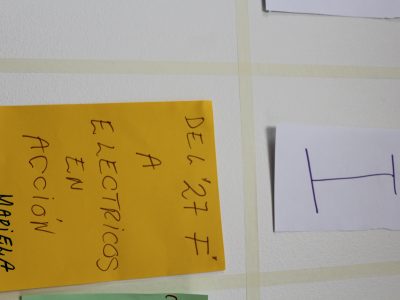 I
DEL '27 F'
A
ELECTRICOS
EN
ACCIÓN
MARIELA